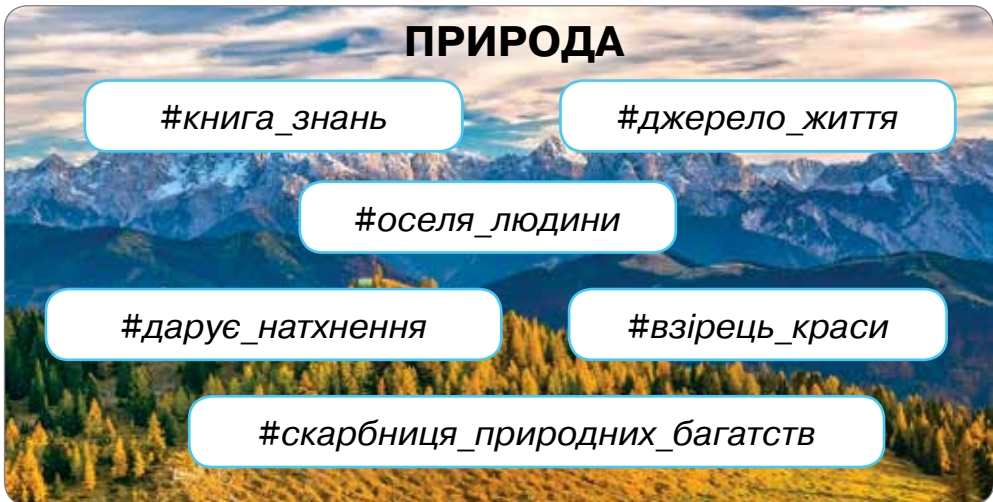 ПРИРОДА
#книга_знань
#джерело_життя
#оселя_людини
#дарує_натхнення
#взірець_краси
#скарбниця_природних_багатств